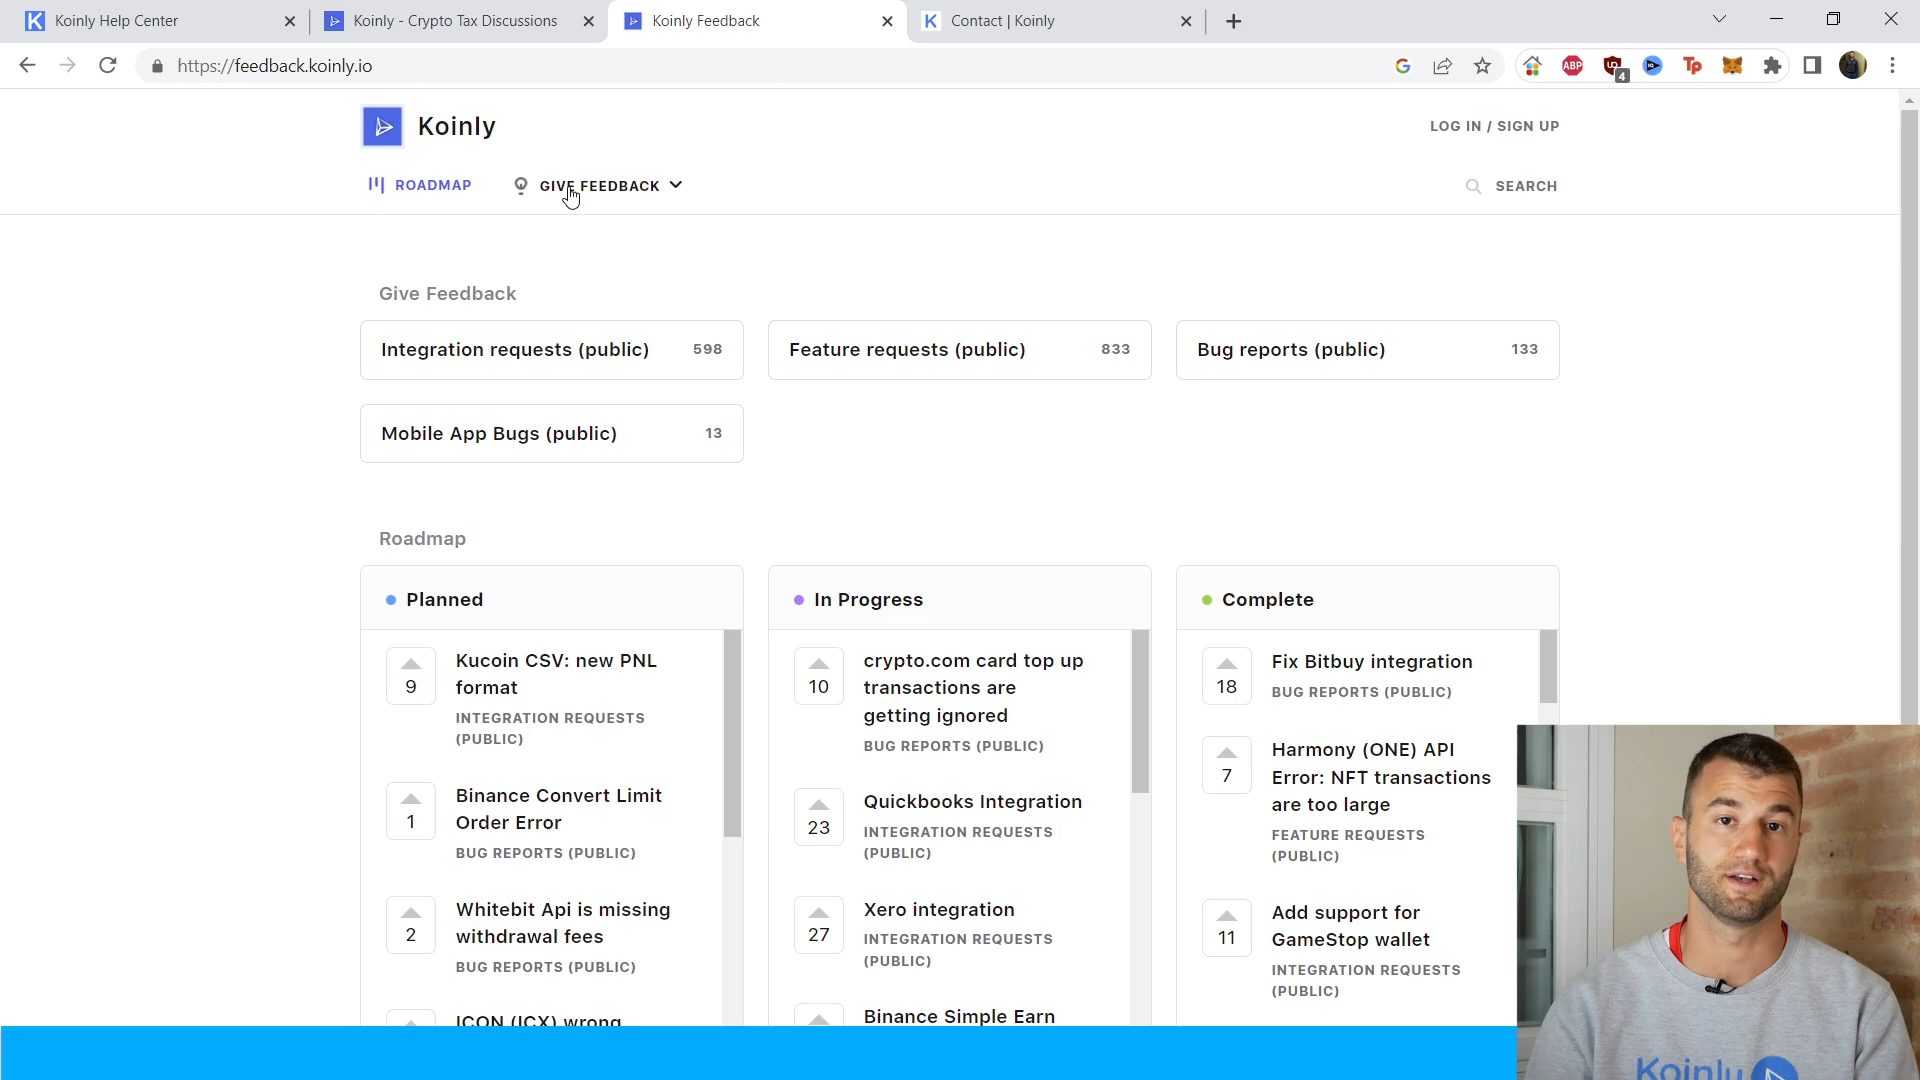 Koinly Help Center
Koinly - Crypto Tax Discussions
Koinly Feedback
Contact | Koinly
https://feedback.koinly.io
ABP
4
Tp
Koinly
LOG IN / SIGN UP
ROADMAP
GIVE FEEDBACK
SEARCH
Give Feedback
Integration requests (public) 598
Feature requests (public) 833
Bug reports (public) 133
Mobile App Bugs (public) 13
Roadmap
Planned
9
Kucoin CSV: new PNL
format
INTEGRATION REQUESTS
(PUBLIC)
1
Binance Convert Limit
Order Error
BUG REPORTS (PUBLIC)
2
Whitebit Api is missing
withdrawal fees
BUG REPORTS (PUBLIC)
ICON (ICX) wrong
In Progress
10
crypto.com card top up
transactions are
getting ignored
BUG REPORTS (PUBLIC)
23
Quickbooks Integration
INTEGRATION REQUESTS
(PUBLIC)
27
Xero integration
INTEGRATION REQUESTS
(PUBLIC)
Binance Simple Earn
Complete
18
Fix Bitbuy integration
BUG REPORTS (PUBLIC)
7
Harmony (ONE) API
Error: NFT transactions
are too large
FEATURE REQUESTS
(PUBLIC)
11
Add support for
GameStop wallet
INTEGRATION REQUESTS
(PUBLIC)
Koinly